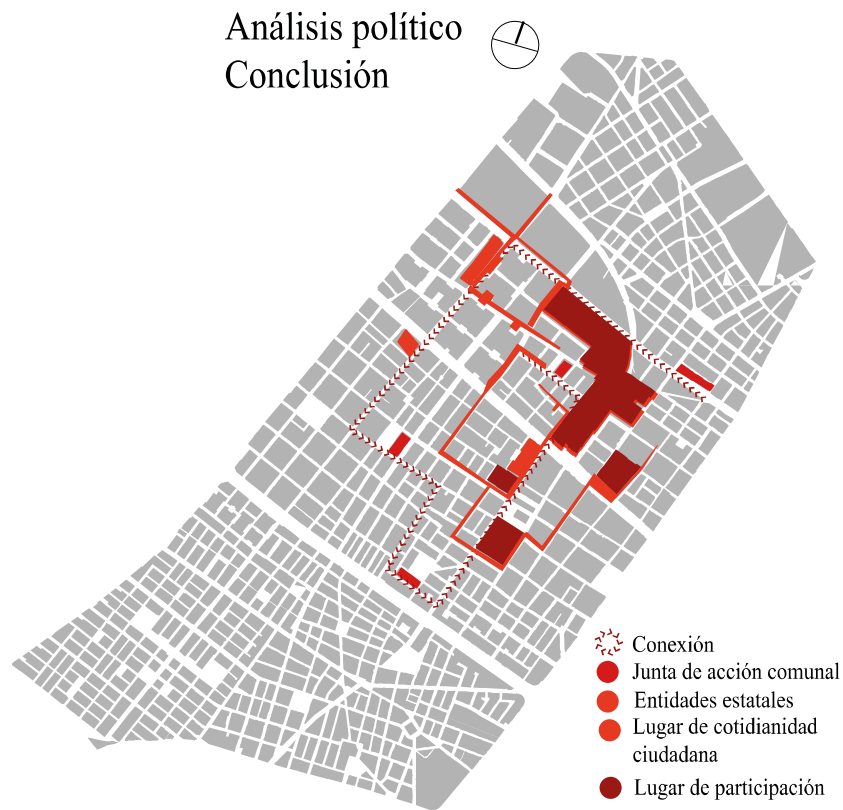 Análisis político
Conclusión
Conexión
Junta de acción comunal
Entidades estatales
Lugar de cotidianidad
ciudadana
Lugar de participación